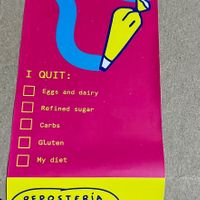 I QUIT:
Eggs and dairy
Refined sugar
Carbs
Gluten
My diet
REPOSTERÍA